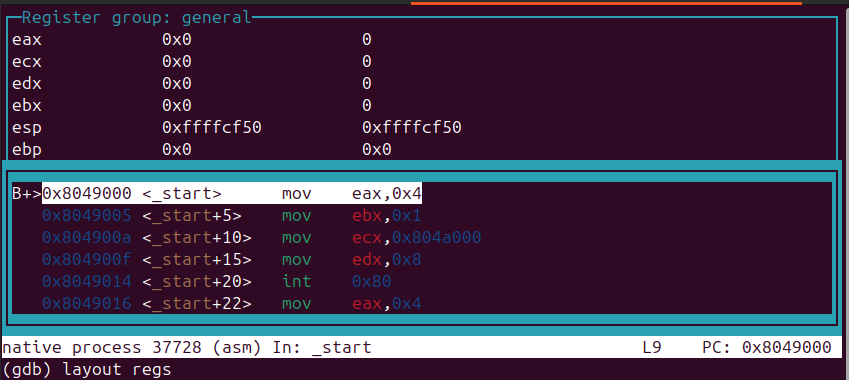 Register group: general
eax 0x0 0
ecx 0x0 0
edx 0x0 0
ebx 0x0 0
esp 0xffffcf50 0xffffcf50
ebp 0x0 0x0
B+>0x8049000 <_start> mov eax,0x4
0x8049005 <_start+5> mov ebx,0x1
0x804900a <_start+10> mov ecx,0x804a000
0x804900f <_start+15> mov edx,0x8
0x8049014 <_start+20> int 0x80
0x8049016 <_start+22> mov eax,0x4
native process 37728 (asm) In: _start L9 PC: 0x8049000
(gdb) layout regs